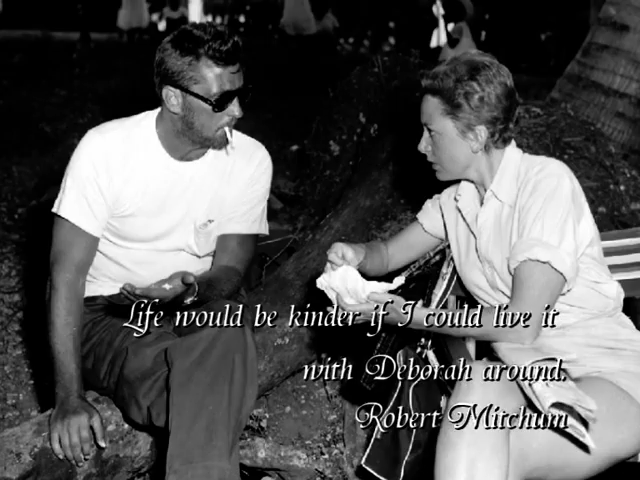 Life would be kinder if I could live it
with Deborah around.
Robert Mitchum